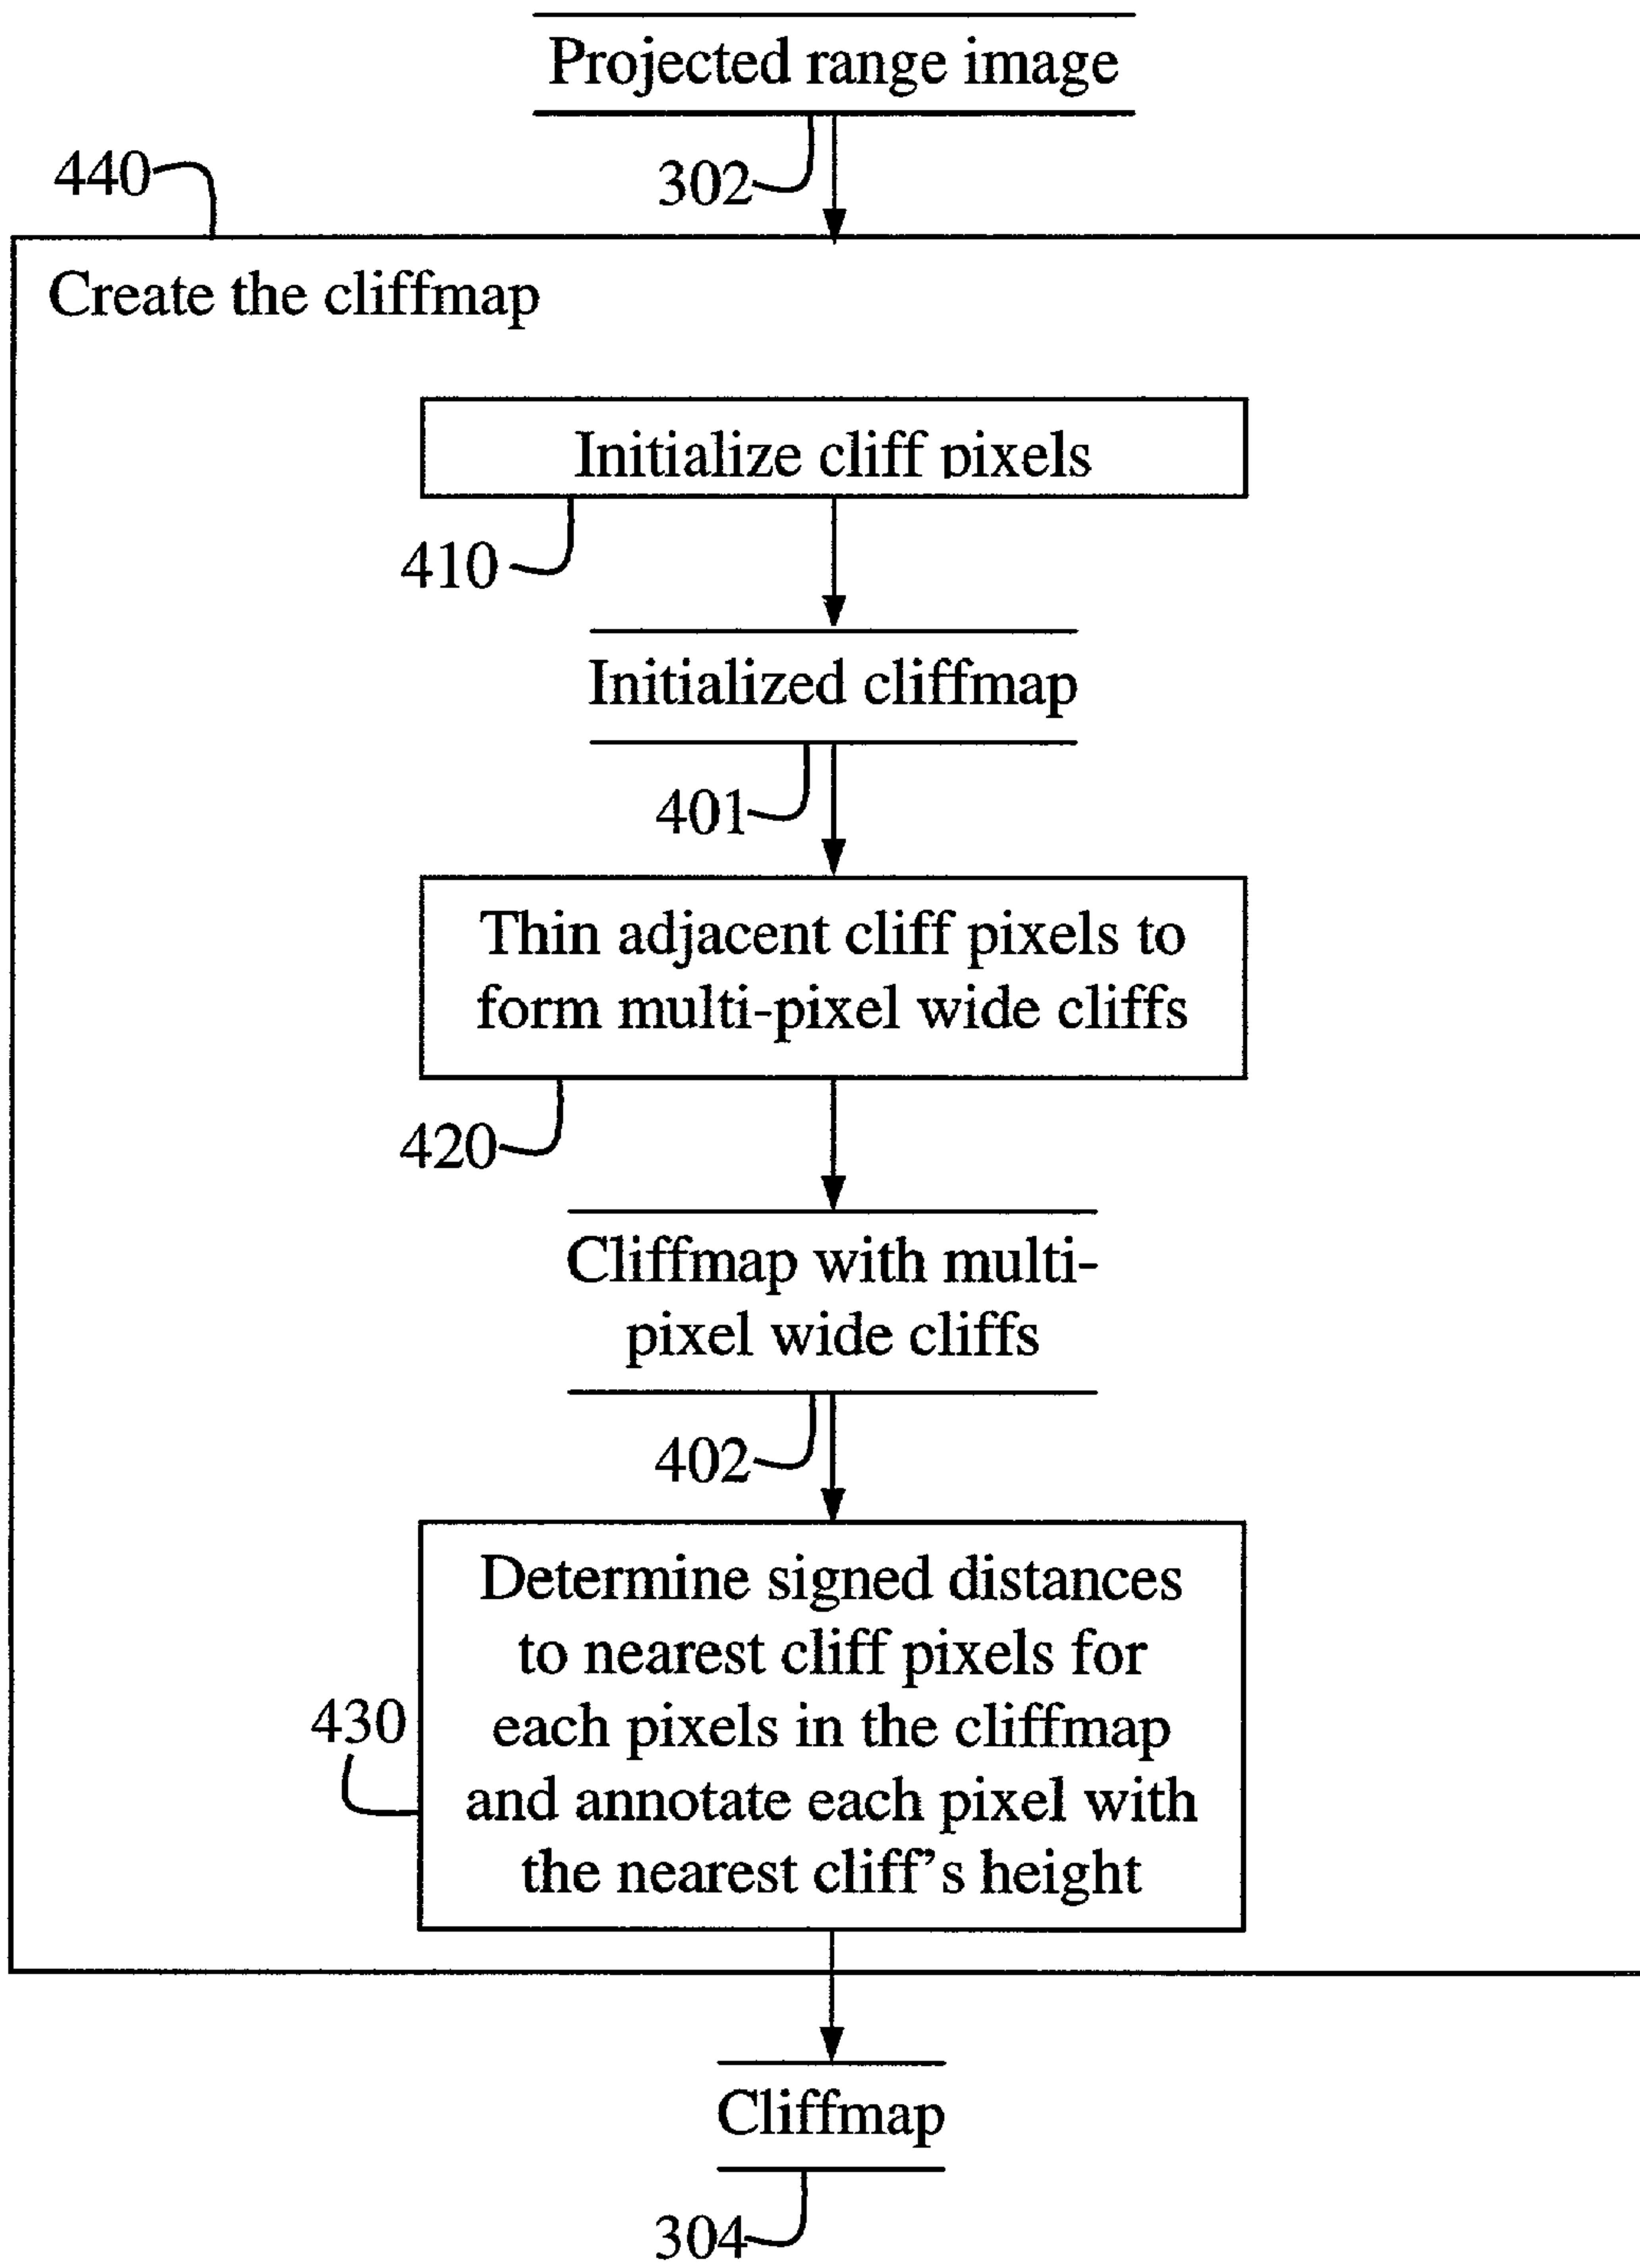 Projected range image
302
440
Create the cliffmap
Initialize cliff pixels
410
Initialized cliffmap
401
Thin adjacent cliff pixels to
form multi-pixel wide cliffs
420
Cliffmap with multi-
pixel wide cliffs
402
Determine signed distances
to nearest cliff pixels for
each pixels in the cliffmap
and annotate each pixel with
the nearest cliff's height
430
Cliffmap
304